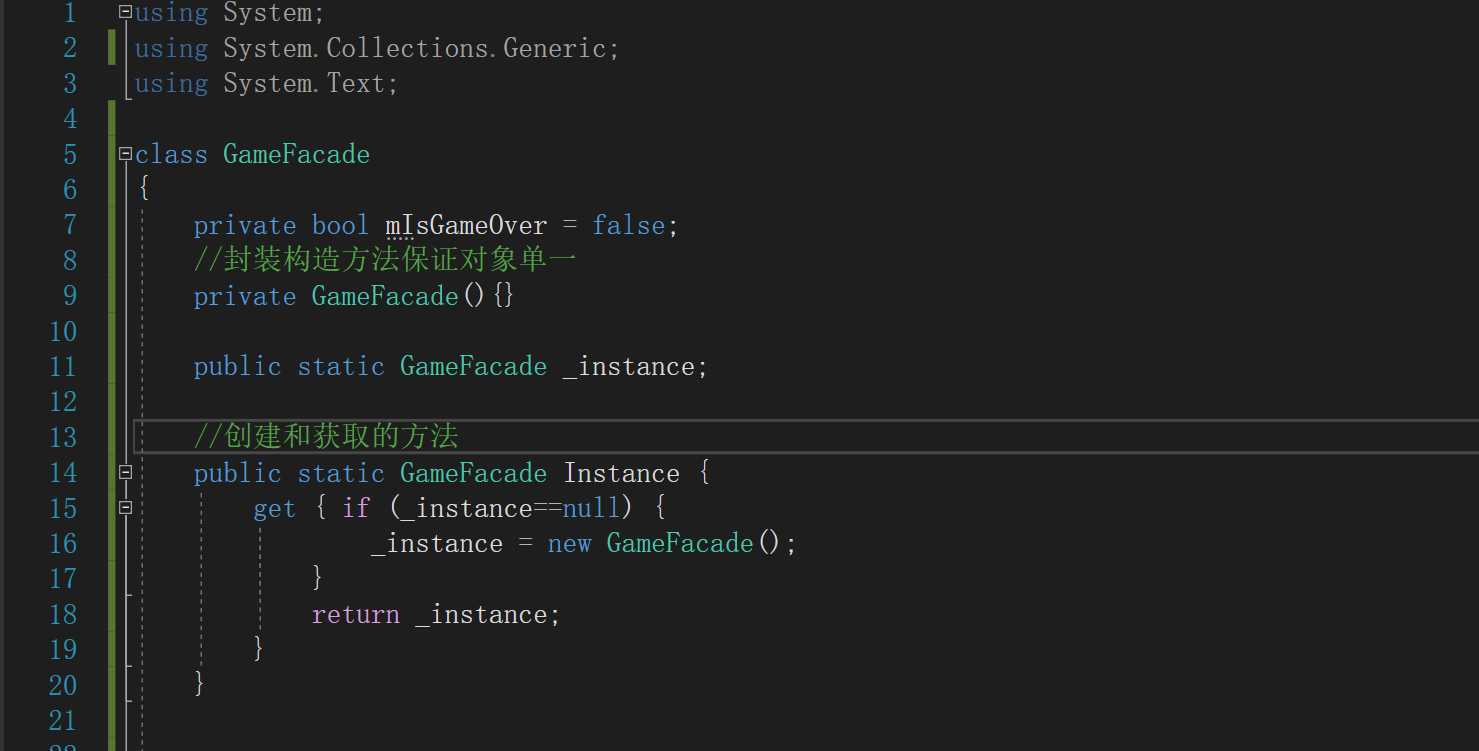 1 using System;
2 using System.Collections.Generic;
3 using System.Text;
4
5 class GameFacade
6 {
7 private bool mIsGameOver = false;
8 //封装构造方法保证对象单一
9 private GameFacade(){}
10
11 public static GameFacade _instance;
12
13 //创建和获取的方法
14 public static GameFacade Instance {
15 get { if (_instance==null) {
16 _instance = new GameFacade();
17 }
18 return _instance;
19 }
20 }
21